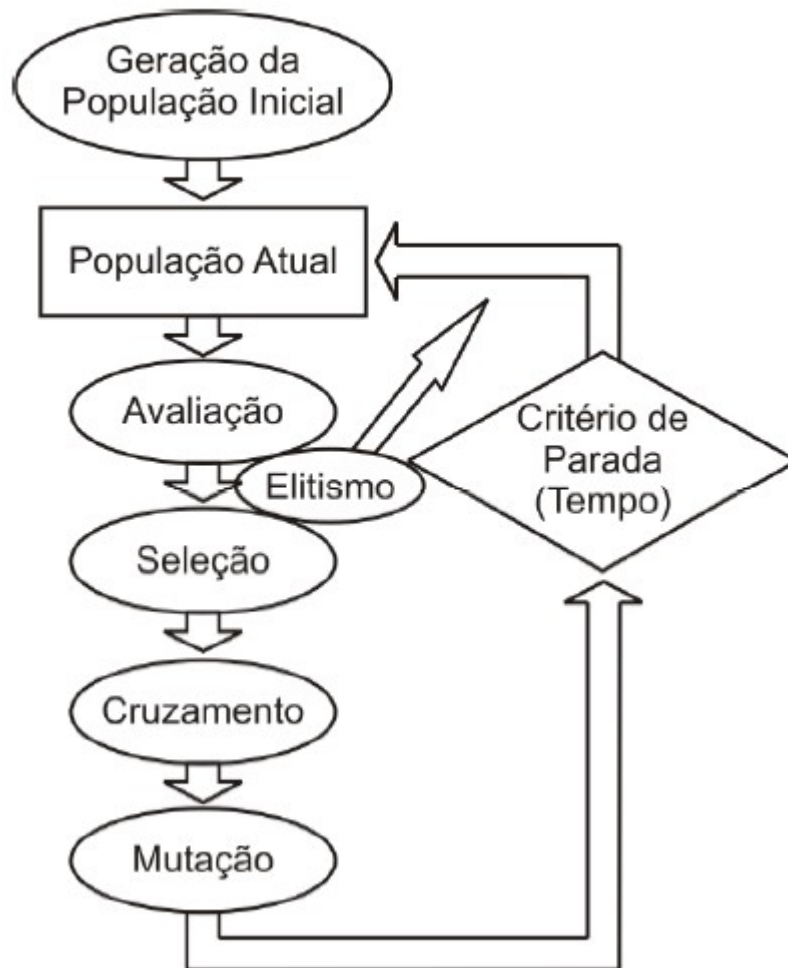 Geração da
População Inicial
População Atual
Avaliação
Elitismo
Seleção
Cruzamento
Mutação
Critério de
Parada
(Tempo)